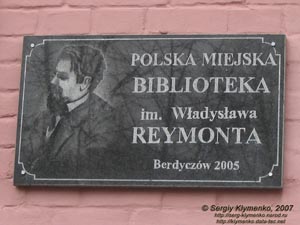 POLSKA MIEJSKA
BIBLIOTEKA
im. Władysława
REYMONTA
Berdyczów 2005
© Sergiy Klymenko, 2007
http://serg-klymenko.narod.ru
http://klymenko.data-tec.net